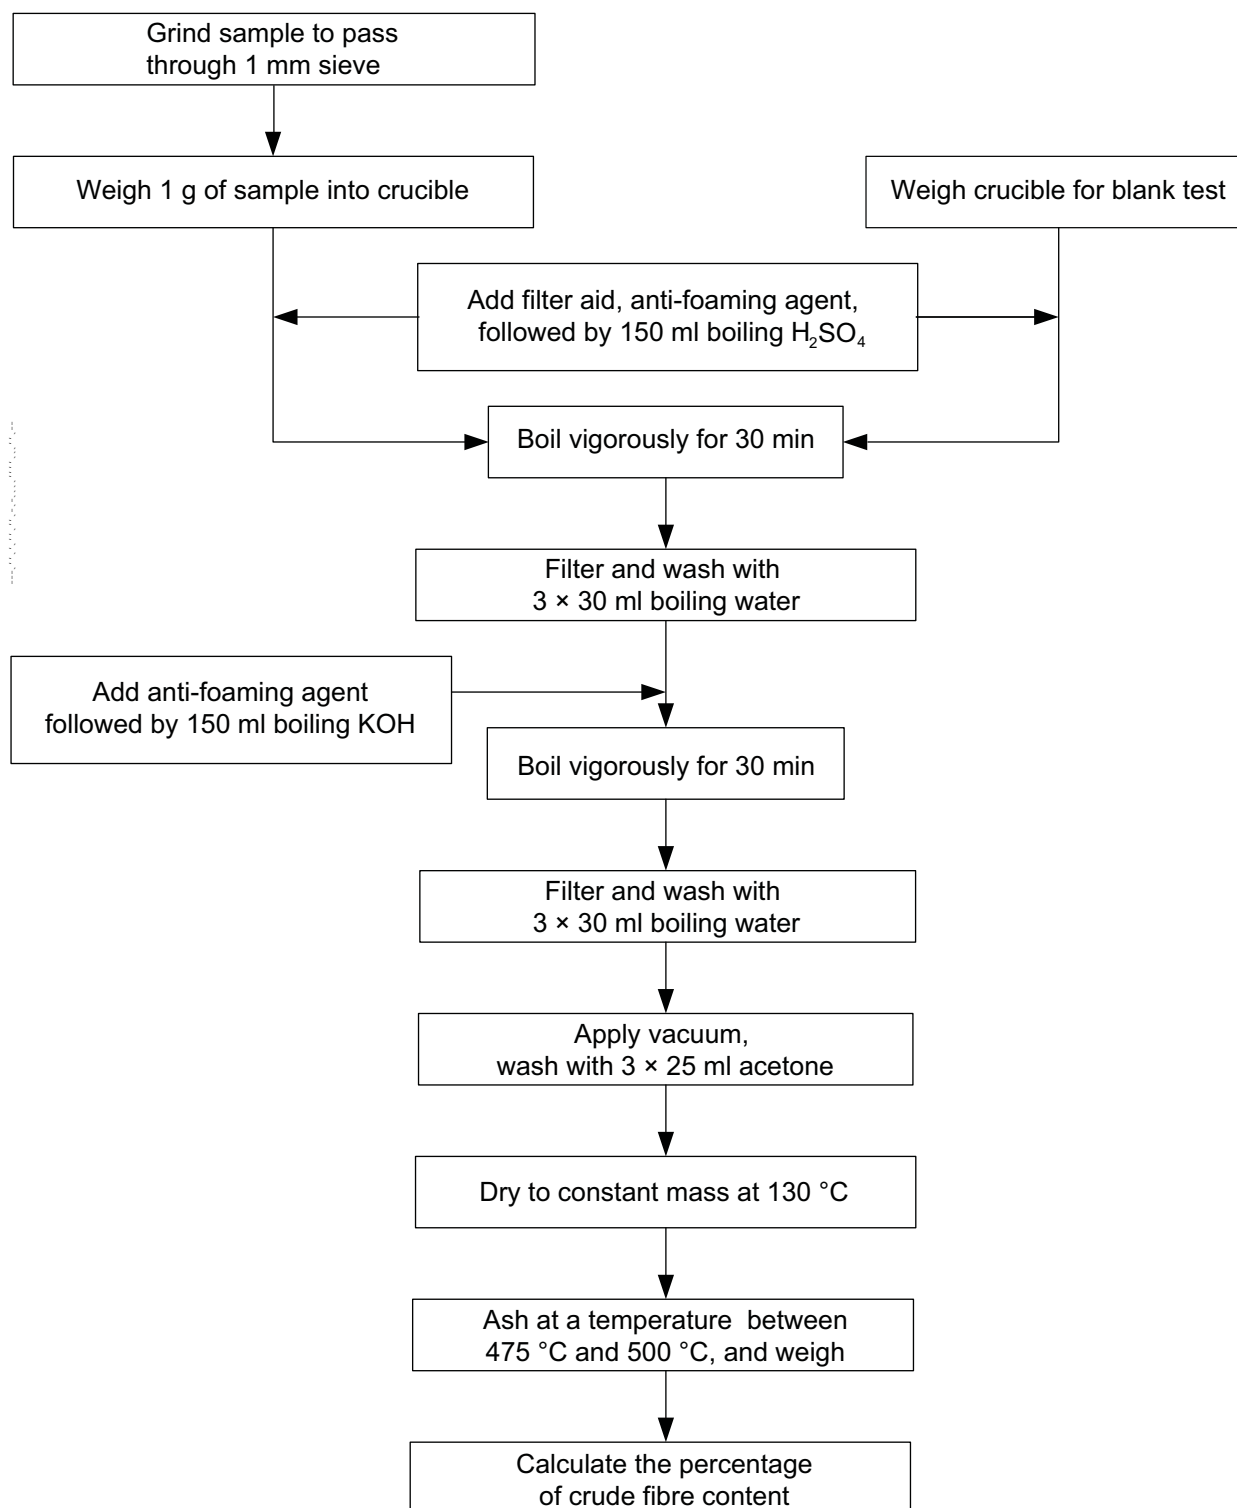 Grind sample to pass
through 1 mm sieve
Weigh 1 g of sample into crucible
Weigh crucible for blank test
Add filter aid, anti-foaming agent,
followed by 150 ml boiling H₂SO₄
Boil vigorously for 30 min
Filter and wash with
3 × 30 ml boiling water
Add anti-foaming agent
followed by 150 ml boiling KOH
Boil vigorously for 30 min
Filter and wash with
3 × 30 ml boiling water
Apply vacuum,
wash with 3 × 25 ml acetone
Dry to constant mass at 130 °C
Ash at a temperature between
475 °C and 500 °C, and weigh
Calculate the percentage
of crude fibre content